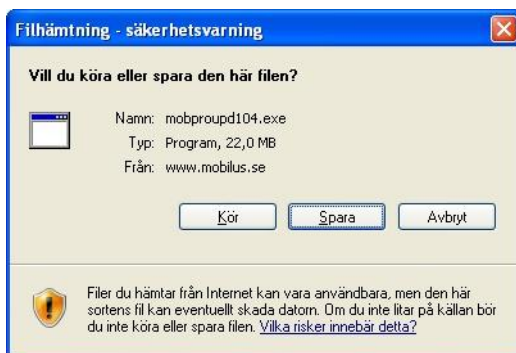 Filhämtning - säkerhetsvarning
Vill du köra eller spara den här filen?
Namn: mobproupd104.exe
Typ: Program, 22,0 MB
Från: www.mobilus.se
Kör Spara Avbryt
Filer du hämtar från Internet kan vara användbara, men den här
sortens fil kan eventuellt skada datorn. Om du inte litar på källan bör
du inte köra eller spara filen. Vilka risker innebär detta?